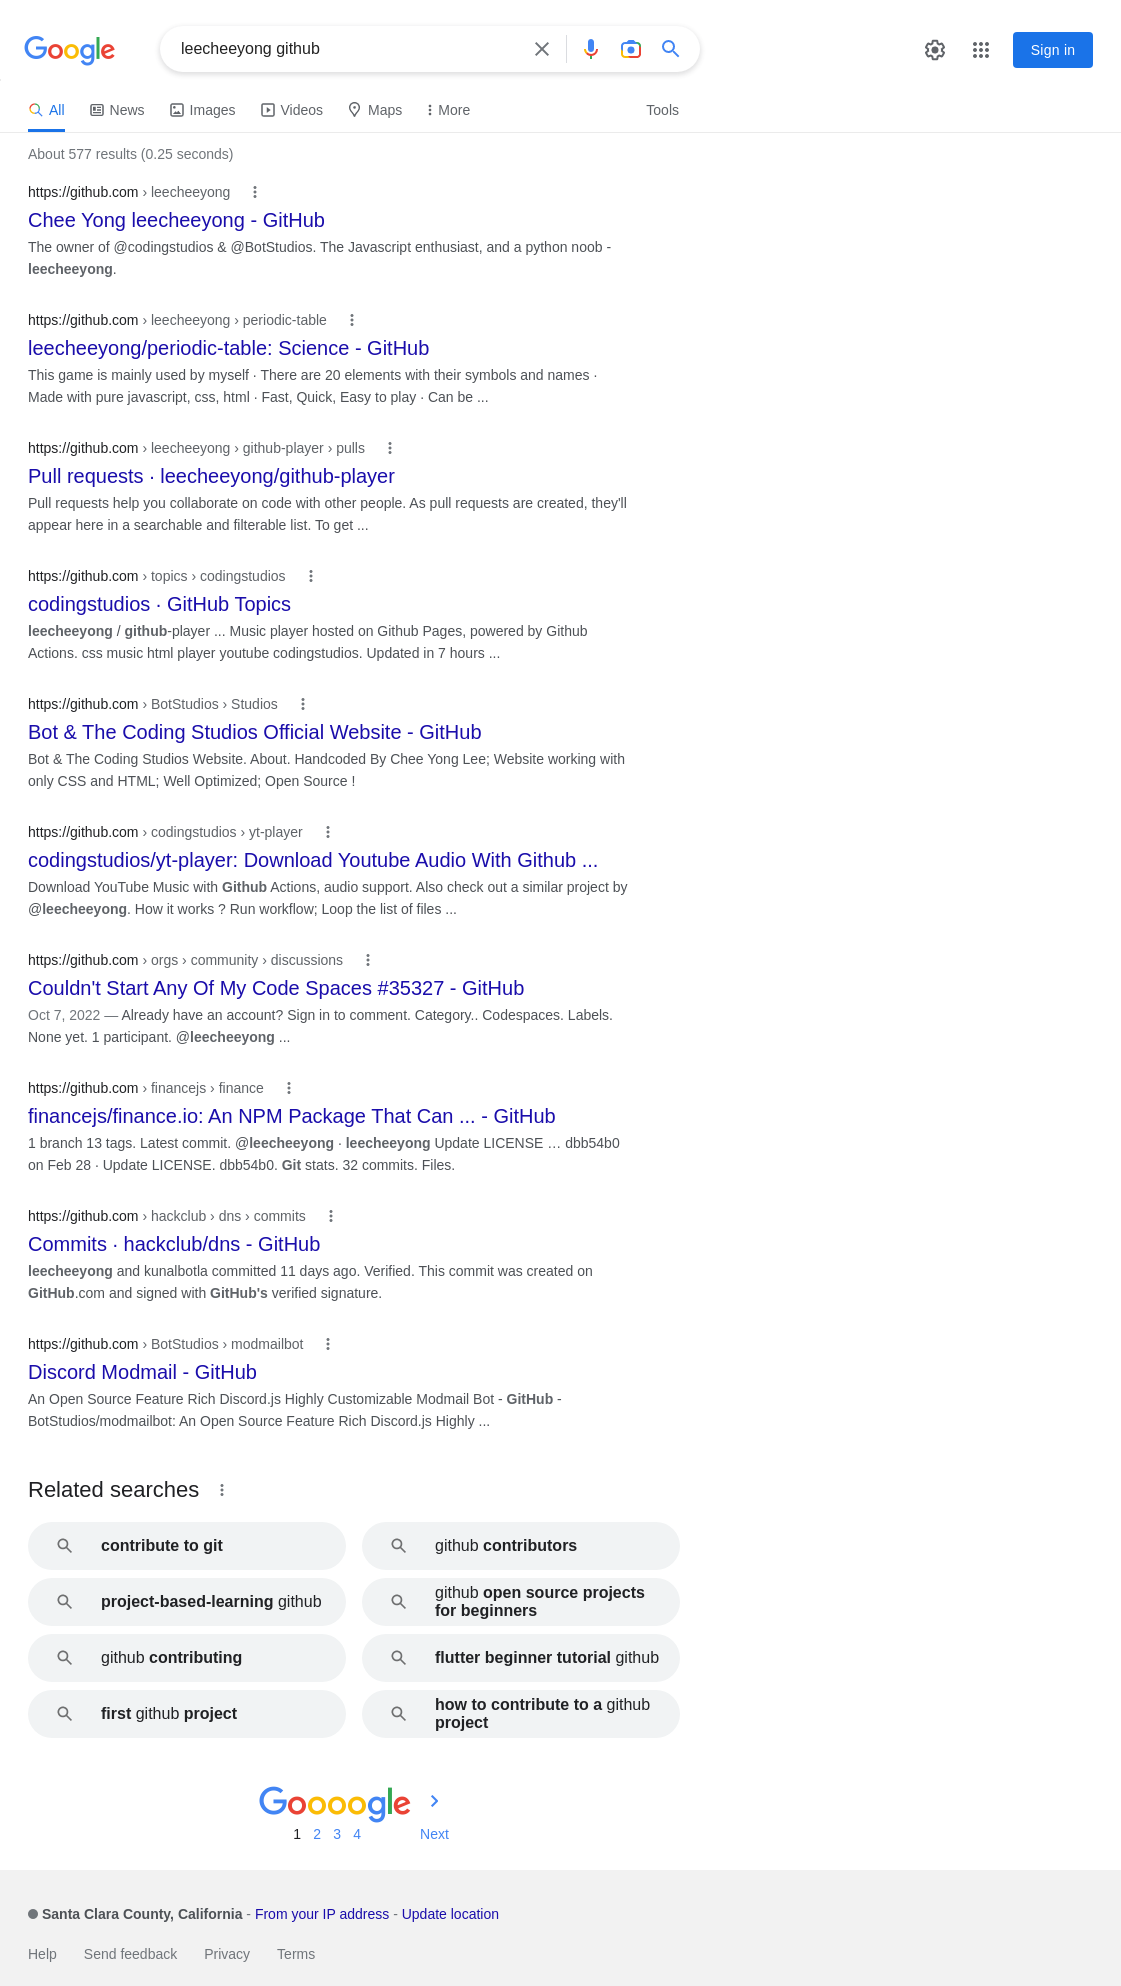 Google
leecheeyong github
Sign in
All
News
Images
Videos
Maps
More
Tools
About 577 results (0.25 seconds)
https://github.com › leecheeyong
Chee Yong leecheeyong - GitHub
The owner of @codingstudios & @BotStudios. The Javascript enthusiast, and a python noob -
leecheeyong.
https://github.com › leecheeyong › periodic-table
leecheeyong/periodic-table: Science - GitHub
This game is mainly used by myself · There are 20 elements with their symbols and names ·
Made with pure javascript, css, html · Fast, Quick, Easy to play · Can be ...
https://github.com › leecheeyong › github-player › pulls
Pull requests · leecheeyong/github-player
Pull requests help you collaborate on code with other people. As pull requests are created, they'll
appear here in a searchable and filterable list. To get ...
https://github.com › topics › codingstudios
codingstudios · GitHub Topics
leecheeyong / github-player ... Music player hosted on Github Pages, powered by Github
Actions. css music html player youtube codingstudios. Updated in 7 hours ...
https://github.com › BotStudios › Studios
Bot & The Coding Studios Official Website - GitHub
Bot & The Coding Studios Website. About. Handcoded By Chee Yong Lee; Website working with
only CSS and HTML; Well Optimized; Open Source !
https://github.com › codingstudios › yt-player
codingstudios/yt-player: Download Youtube Audio With Github ...
Download YouTube Music with Github Actions, audio support. Also check out a similar project by
@leecheeyong. How it works ? Run workflow; Loop the list of files ...
https://github.com › orgs › community › discussions
Couldn't Start Any Of My Code Spaces #35327 - GitHub
Oct 7, 2022 — Already have an account? Sign in to comment. Category.. Codespaces. Labels.
None yet. 1 participant. @leecheeyong ...
https://github.com › financejs › finance
financejs/finance.io: An NPM Package That Can ... - GitHub
1 branch 13 tags. Latest commit. @leecheeyong · leecheeyong Update LICENSE … dbb54b0
on Feb 28 · Update LICENSE. dbb54b0. Git stats. 32 commits. Files.
https://github.com › hackclub › dns › commits
Commits · hackclub/dns - GitHub
leecheeyong and kunalbotla committed 11 days ago. Verified. This commit was created on
GitHub.com and signed with GitHub's verified signature.
https://github.com › BotStudios › modmailbot
Discord Modmail - GitHub
An Open Source Feature Rich Discord.js Highly Customizable Modmail Bot - GitHub -
BotStudios/modmailbot: An Open Source Feature Rich Discord.js Highly ...
Related searches
contribute to git
github contributors
project-based-learning github
github open source projects
for beginners
github contributing
flutter beginner tutorial github
first github project
how to contribute to a github
project
Goooogle
1 2 3 4 Next
Santa Clara County, California - From your IP address - Update location
Help Send feedback Privacy Terms